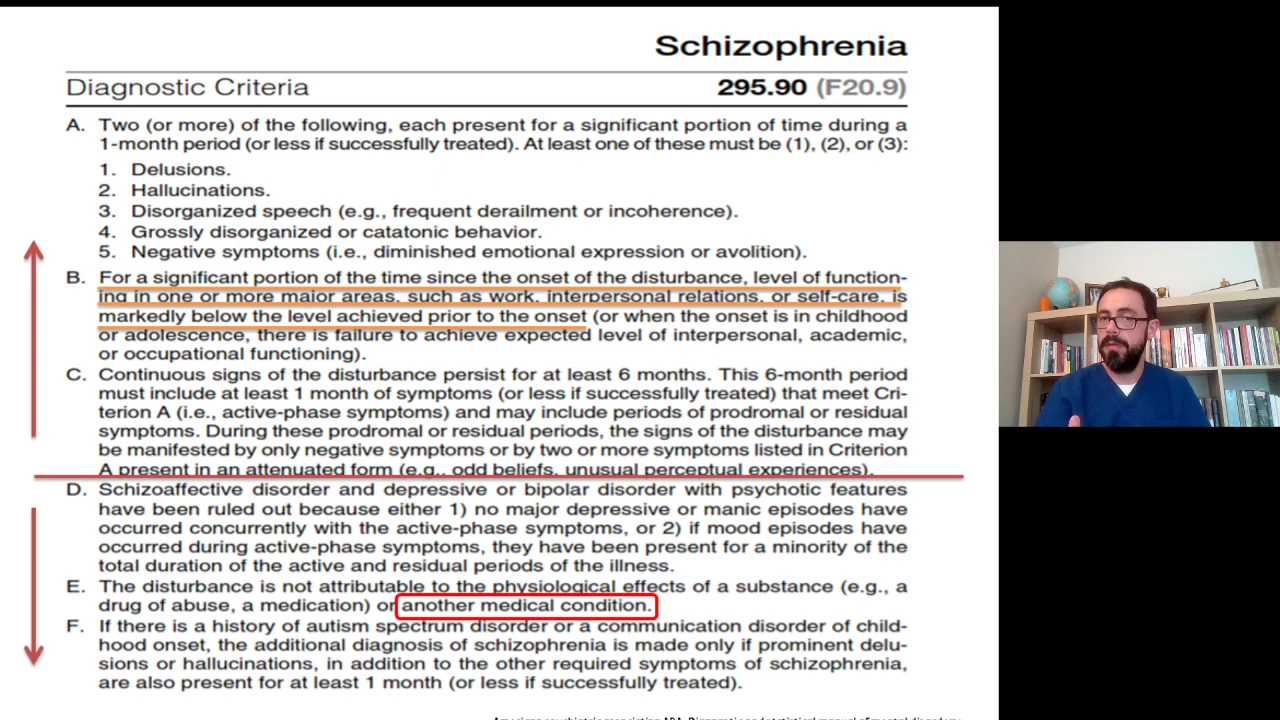 Schizophrenia
Diagnostic Criteria 295.90 (F20.9)
A. Two (or more) of the following, each present for a significant portion of time during a
1-month period (or less if successfully treated). At least one of these must be (1), (2), or (3):
1. Delusions.
2. Hallucinations.
3. Disorganized speech (e.g., frequent derailment or incoherence).
4. Grossly disorganized or catatonic behavior.
5. Negative symptoms (i.e., diminished emotional expression or avolition).
B. For a significant portion of the time since the onset of the disturbance, level of function-
ing in one or more major areas, such as work, interpersonal relations, or self-care, is
markedly below the level achieved prior to the onset (or when the onset is in childhood
or adolescence, there is failure to achieve expected level of interpersonal, academic,
or occupational functioning).
C. Continuous signs of the disturbance persist for at least 6 months. This 6-month period
must include at least 1 month of symptoms (or less if successfully treated) that meet Cri-
terion A (i.e., active-phase symptoms) and may include periods of prodromal or residual
symptoms. During these prodromal or residual periods, the signs of the disturbance may
be manifested by only negative symptoms or by two or more symptoms listed in Criterion
A present in an attenuated form (e.g., odd beliefs, unusual perceptual experiences).
D. Schizoaffective disorder and depressive or bipolar disorder with psychotic features
have been ruled out because either 1) no major depressive or manic episodes have
occurred concurrently with the active-phase symptoms, or 2) if mood episodes have
occurred during active-phase symptoms, they have been present for a minority of the
total duration of the active and residual periods of the illness.
E. The disturbance is not attributable to the physiological effects of a substance (e.g., a
drug of abuse, a medication) or another medical condition.
F. If there is a history of autism spectrum disorder or a communication disorder of child-
hood onset, the additional diagnosis of schizophrenia is made only if prominent delu-
sions or hallucinations, in addition to the other required symptoms of schizophrenia,
are also present for at least 1 month (or less if successfully treated).